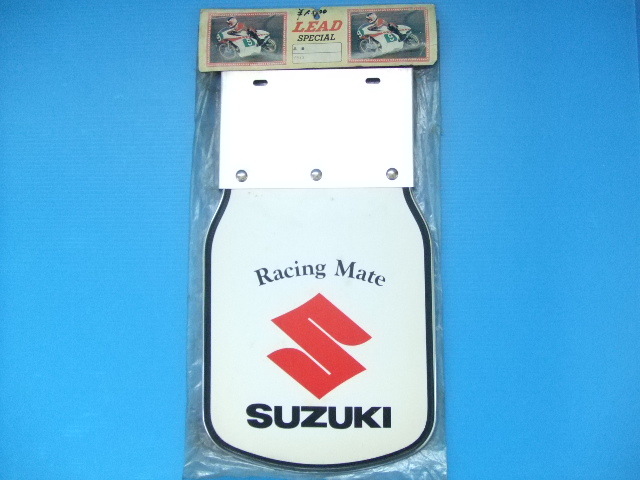 LEAD
SPECIAL
Racing Mate
SUZUKI